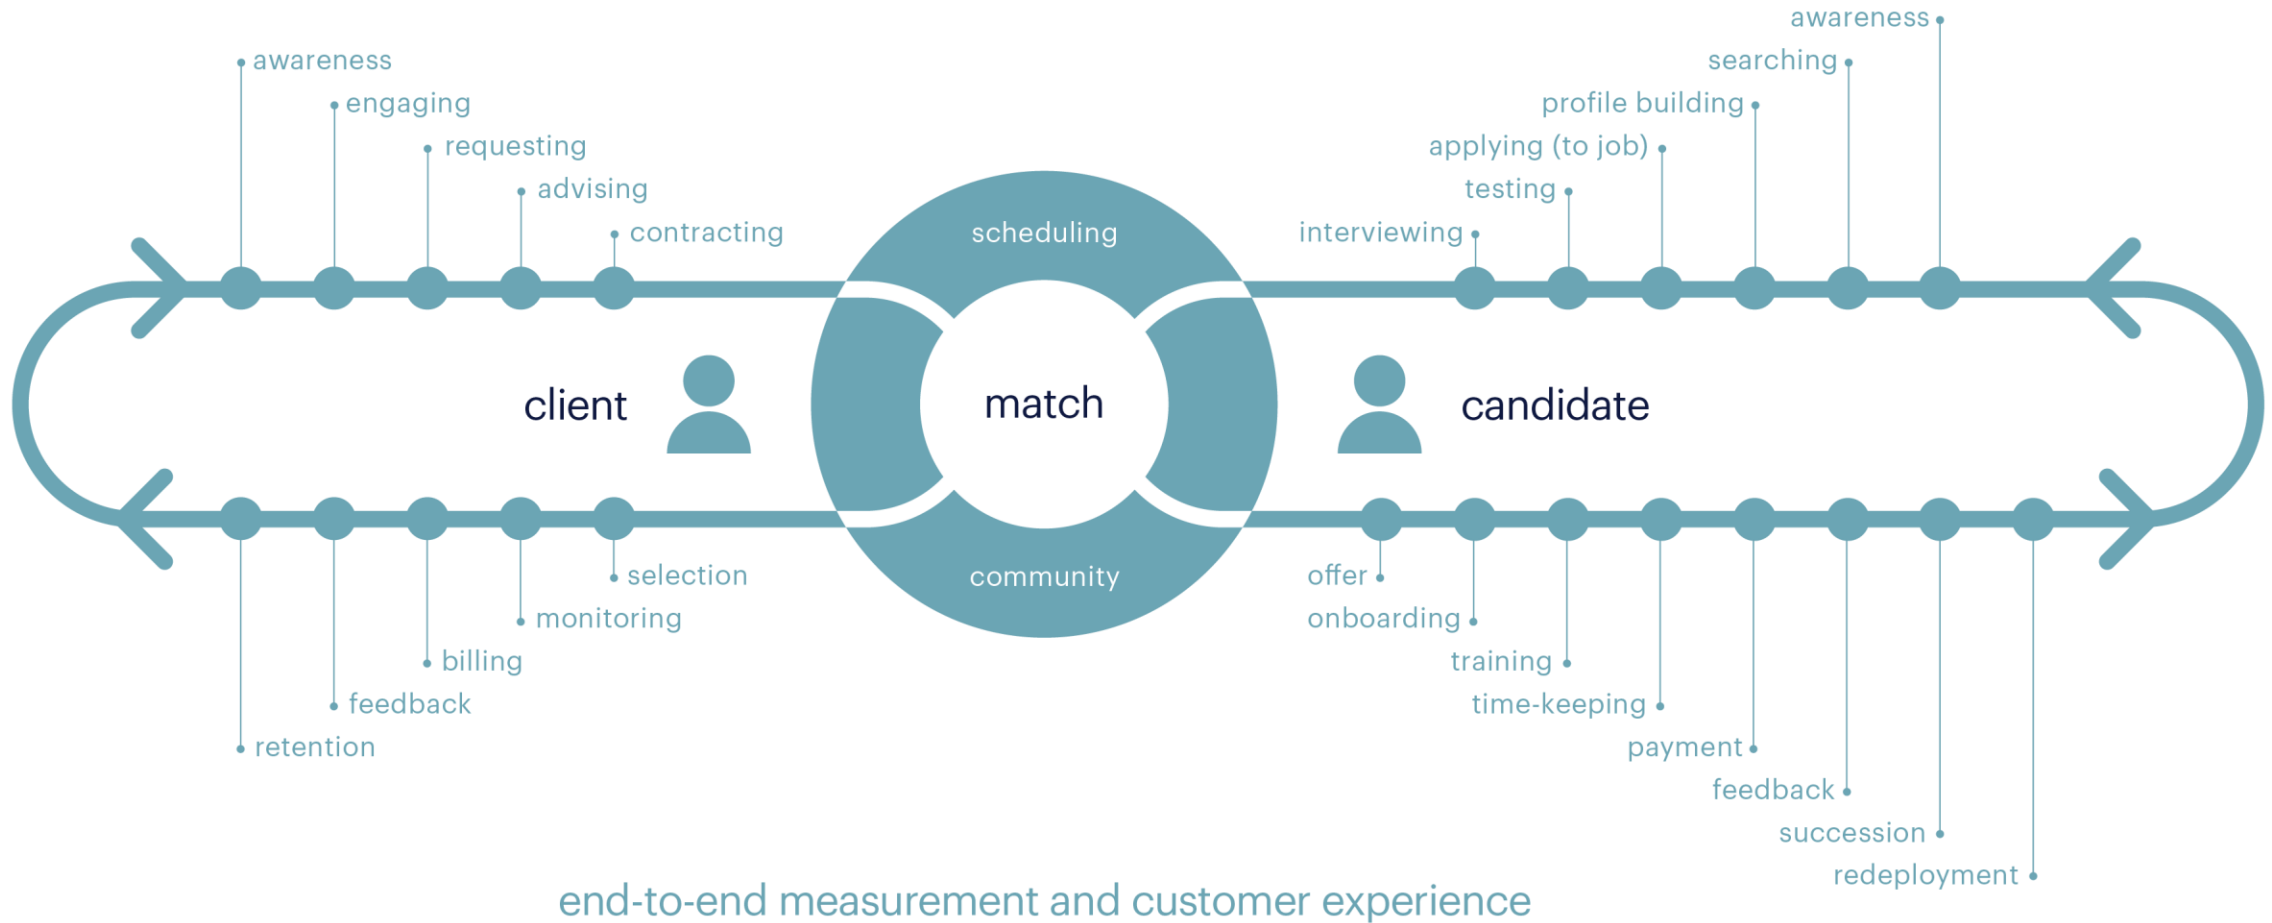 awareness
engaging
requesting
advising
contracting
awareness
searching
profile building
applying (to job)
testing
interviewing
scheduling
client
match
candidate
community
selection
monitoring
billing
feedback
retention
offer
onboarding
training
time-keeping
payment
feedback
succession
redeployment
end-to-end measurement and customer experience